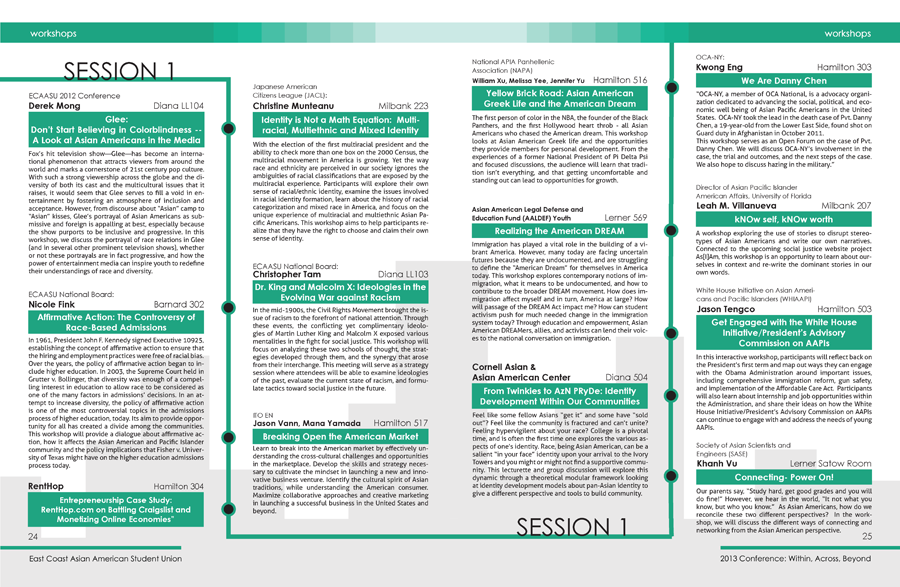 workshops
workshops
SESSION 1
ECAASU 2012 Conference
Derek Mong Diana LL104
Glee:
Don't Start Believing in Colorblindness --
A Look at Asian Americans in the Media
Fox's hit television show—Glee—has become an interna-
tional phenomenon that attracts viewers from around the
world and marks a cornerstone of 21st century pop culture.
With such a strong viewership across the globe and the di-
versity of both its cast and the multicultural issues that it
raises, it would seem that Glee serves to fill a void in en-
tertainment by fostering an atmosphere of inclusion and
acceptance. However, from discourse about "Asian" camp to
"Asian" kisses, Glee's portrayal of Asian Americans as sub-
missive and foreign is appalling at best, especially because
the show purports to be inclusive and progressive. In this
workshop, we discuss the portrayal of race relations in Glee
(and in several other prominent television shows), whether
or not these portrayals are in fact progressive, and how the
power of entertainment media can inspire youth to redefine
their understandings of race and diversity.
ECAASU National Board:
Nicole Fink Barnard 302
Affirmative Action: The Controversy of
Race-Based Admissions
In 1961, President John F. Kennedy signed Executive 10925,
establishing the concept of affirmative action to ensure that
the hiring and employment practices were free of racial bias.
Over the years, the policy of affirmative action began to in-
clude higher education. In 2003, the Supreme Court held in
Grutter v. Bollinger, that diversity was enough of a compel-
ling interest in education to allow race to be considered as
one of the many factors in admissions' decisions. In an at-
tempt to increase diversity, the policy of affirmative action
is one of the most controversial topics in the admissions
process of higher education, today. Its aim to provide oppor-
tunity for all has created a divide among the communities.
This workshop will provide a dialogue about affirmative ac-
tion, how it affects the Asian American and Pacific Islander
community and the policy implications that Fisher v. Univer-
sity of Texas might have on the higher education admissions
process today.
RentHop Hamilton 304
Entrepreneurship Case Study:
RentHop.com on Battling Craigslist and
Monetizing Online Economies"
24
East Coast Asian American Student Union
Japanese American
Citizens League (JACL):
Christine Munteanu Milbank 223
Identity is Not a Math Equation: Multi-
racial, Multiethnic and Mixed Identity
With the election of the first multiracial president and the
ability to check more than one box on the 2000 Census, the
multiracial movement in America is growing. Yet the way
race and ethnicity are perceived in our society ignores the
ambiguities of racial classifications that are exposed by the
multiracial experience. Participants will explore their own
sense of racial/ethnic identity, examine the issues involved
in racial identity formation, learn about the history of racial
categorization and mixed race in America, and focus on the
unique experience of multiracial and multiethnic Asian Pa-
cific Americans. This workshop aims to help participants re-
alize that they have the right to choose and claim their own
sense of identity.
ECAASU National Board:
Christopher Tam Diana LL103
Dr. King and Malcolm X: Ideologies in the
Evolving War against Racism
In the mid-1900s, the Civil Rights Movement brought the is-
sue of racism to the forefront of national attention. Through
these events, the conflicting yet complimentary ideolo-
gies of Martin Luther King and Malcolm X exposed various
mentalities in the fight for social justice. This workshop will
focus on analyzing these two schools of thought, the strat-
egies developed through them, and the synergy that arose
from their interchange. This meeting will serve as a strategy
session where attendees will be able to examine ideologies
of the past, evaluate the current state of racism, and formu-
late tactics toward social justice in the future.
ITO EN
Jason Vann, Mana Yamada Hamilton 517
Breaking Open the American Market
Learn to break into the American market by effectively un-
derstanding the cross-cultural challenges and opportunities
in the marketplace. Develop the skills and strategy neces-
sary to cultivate the mindset in launching a new and inno-
vative business venture. Identify the cultural spirit of Asian
traditions, while understanding the American consumer.
Maximize collaborative approaches and creative marketing
in launching a successful business in the United States and
beyond.
National APIA Panhellenic
Association (NAPA)
William Xu, Melissa Yee, Jennifer Yu Hamilton 516
Yellow Brick Road: Asian American
Greek Life and the American Dream
The first person of color in the NBA, the founder of the Black
Panthers, and the first Hollywood heart throb - all Asian
Americans who chased the American dream. This workshop
looks at Asian American Greek life and the opportunities
they provide members for personal development. From the
experiences of a former National President of Pi Delta Psi
and focused discussions, the audience will learn that tradi-
tion isn't everything, and that getting uncomfortable and
standing out can lead to opportunities for growth.
Asian American Legal Defense and
Education Fund (AALDEF) Youth Lerner 569
Realizing the American DREAM
Immigration has played a vital role in the building of a vi-
brant America. However, many today are facing uncertain
futures because they are undocumented, and are struggling
to define the "American Dream" for themselves in America
today. This workshop explores contemporary notions of im-
migration, what it means to be undocumented, and how to
contribute to the broader DREAM movement. How does im-
migration affect myself and in turn, America at large? How
will passage of the DREAM Act impact me? How can student
activism push for much needed change in the immigration
system today? Through education and empowerment, Asian
American DREAMers, allies, and activists can lend their voic-
es to the national conversation on immigration.
Cornell Asian &
Asian American Center Diana 504
From Twinkies to AzN PRyDe: Identity
Development Within Our Communities
Feel like some fellow Asians "get it" and some have "sold
out"? Feel like the community is fractured and can't unite?
Feeling hypervigilent about your race? College is a pivotal
time, and is often the first time one explores the various as-
pects of one's identity. Race, being Asian American, can be a
salient "in your face" identity upon your arrival to the Ivory
Towers and you might or might not find a supportive commu-
nity. This lecturette and group discussion will explore this
dynamic through a theoretical modular framework looking
at identity development models about pan-Asian identity to
give a different perspective and tools to build community.
SESSION 1
OCA-NY:
Kwong Eng Hamilton 303
We Are Danny Chen
"OCA-NY, a member of OCA National, is a advocacy organi-
zation dedicated to advancing the social, political, and eco-
nomic well being of Asian Pacific Americans in the United
States. OCA-NY took the lead in the death case of Pvt. Danny
Chen, a 19-year-old from the Lower East Side, found shot on
Guard duty in Afghanistan in October 2011.
This workshop serves as an Open Forum on the case of Pvt.
Danny Chen. We will discuss OCA-NY's involvement in the
case, the trial and outcomes, and the next steps of the case.
We also hope to discuss hazing in the military."
Director of Asian Pacific Islander
American Affairs, University of Florida
Leah M. Villanueva Milbank 207
kNOw self, kNOw worth
A workshop exploring the use of stories to disrupt stereo-
types of Asian Americans and write our own narratives.
Connected to the upcoming social justice website project
As[I]Am, this workshop is an opportunity to learn about our-
selves in context and re-write the dominant stories in our
own words.
White House Initiative on Asian Ameri-
cans and Pacific Islanders (WHIAAPI)
Jason Tengco Hamilton 503
Get Engaged with the White House
Initiative/President's Advisory
Commission on AAPIs
In this interactive workshop, participants will reflect back on
the President's first term and map out ways they can engage
with the Obama Administration around important issues,
including comprehensive immigration reform, gun safety,
and implementation of the Affordable Care Act. Participants
will also learn about internship and job opportunities within
the Administration, and share their ideas on how the White
House Initiative/President's Advisory Commission on AAPIs
can continue to engage with and address the needs of young
AAPIs.
Society of Asian Scientists and
Engineers (SASE)
Khanh Vu Lerner Satow Room
Connecting- Power On!
Our parents say, "Study hard, get good grades and you will
do fine!" However, we hear in the world, "It not what you
know, but who you know." As Asian Americans, how do we
reconcile these two different perspectives? In the work-
shop, we will discuss the different ways of connecting and
networking from the Asian American perspective.
25
2013 Conference: Within, Across, Beyond